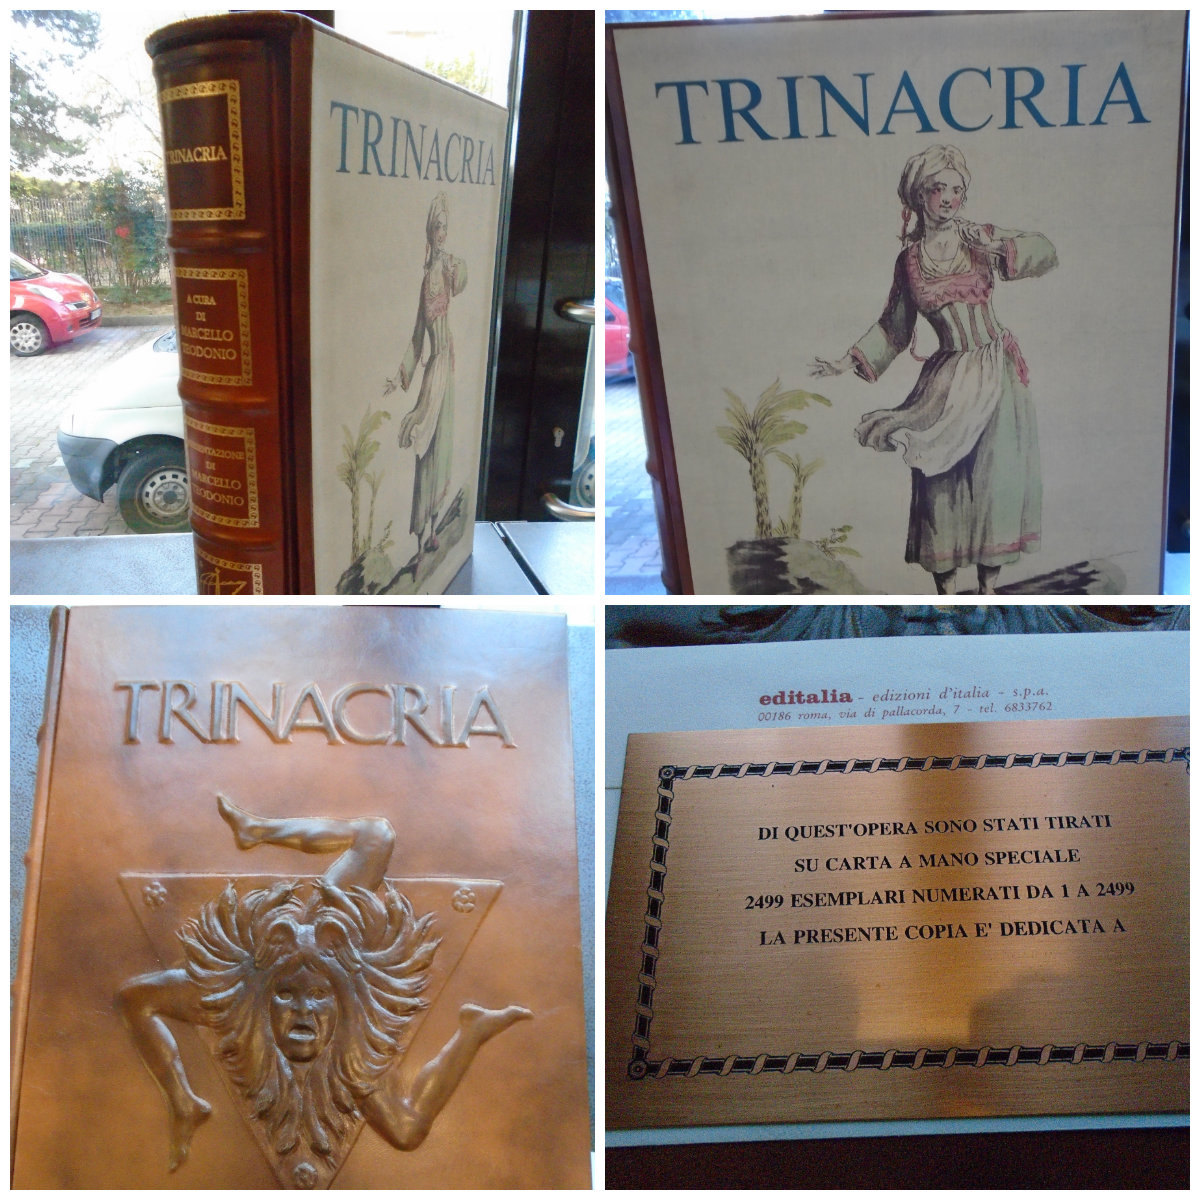 TRINACRIA
A CURA
DI
MARCELLO
TEODONIO
DI
MARCELLO
TEODONIO
TRINACRIA
TRINACRIA
TRINACRIA
editalia - edizioni d'italia - s.p.a.
00186 roma, via di pallacorda, 7 - tel. 6833762
DI QUEST'OPERA SONO STATI TIRATI
SU CARTA A MANO SPECIALE
2499 ESEMPLARI NUMERATI DA 1 A 2499
LA PRESENTE COPIA E' DEDICATA A